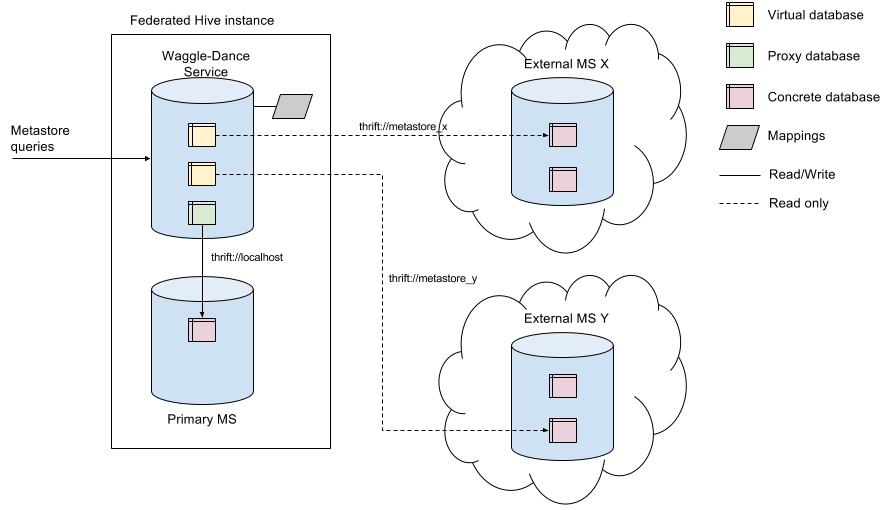 Federated Hive instance
Waggle-Dance
Service
Metastore
queries
thrift://localhost
Primary MS
thrift://metastore_x
thrift://metastore_y
External MS X
External MS Y
Virtual database
Proxy database
Concrete database
Mappings
Read/Write
Read only